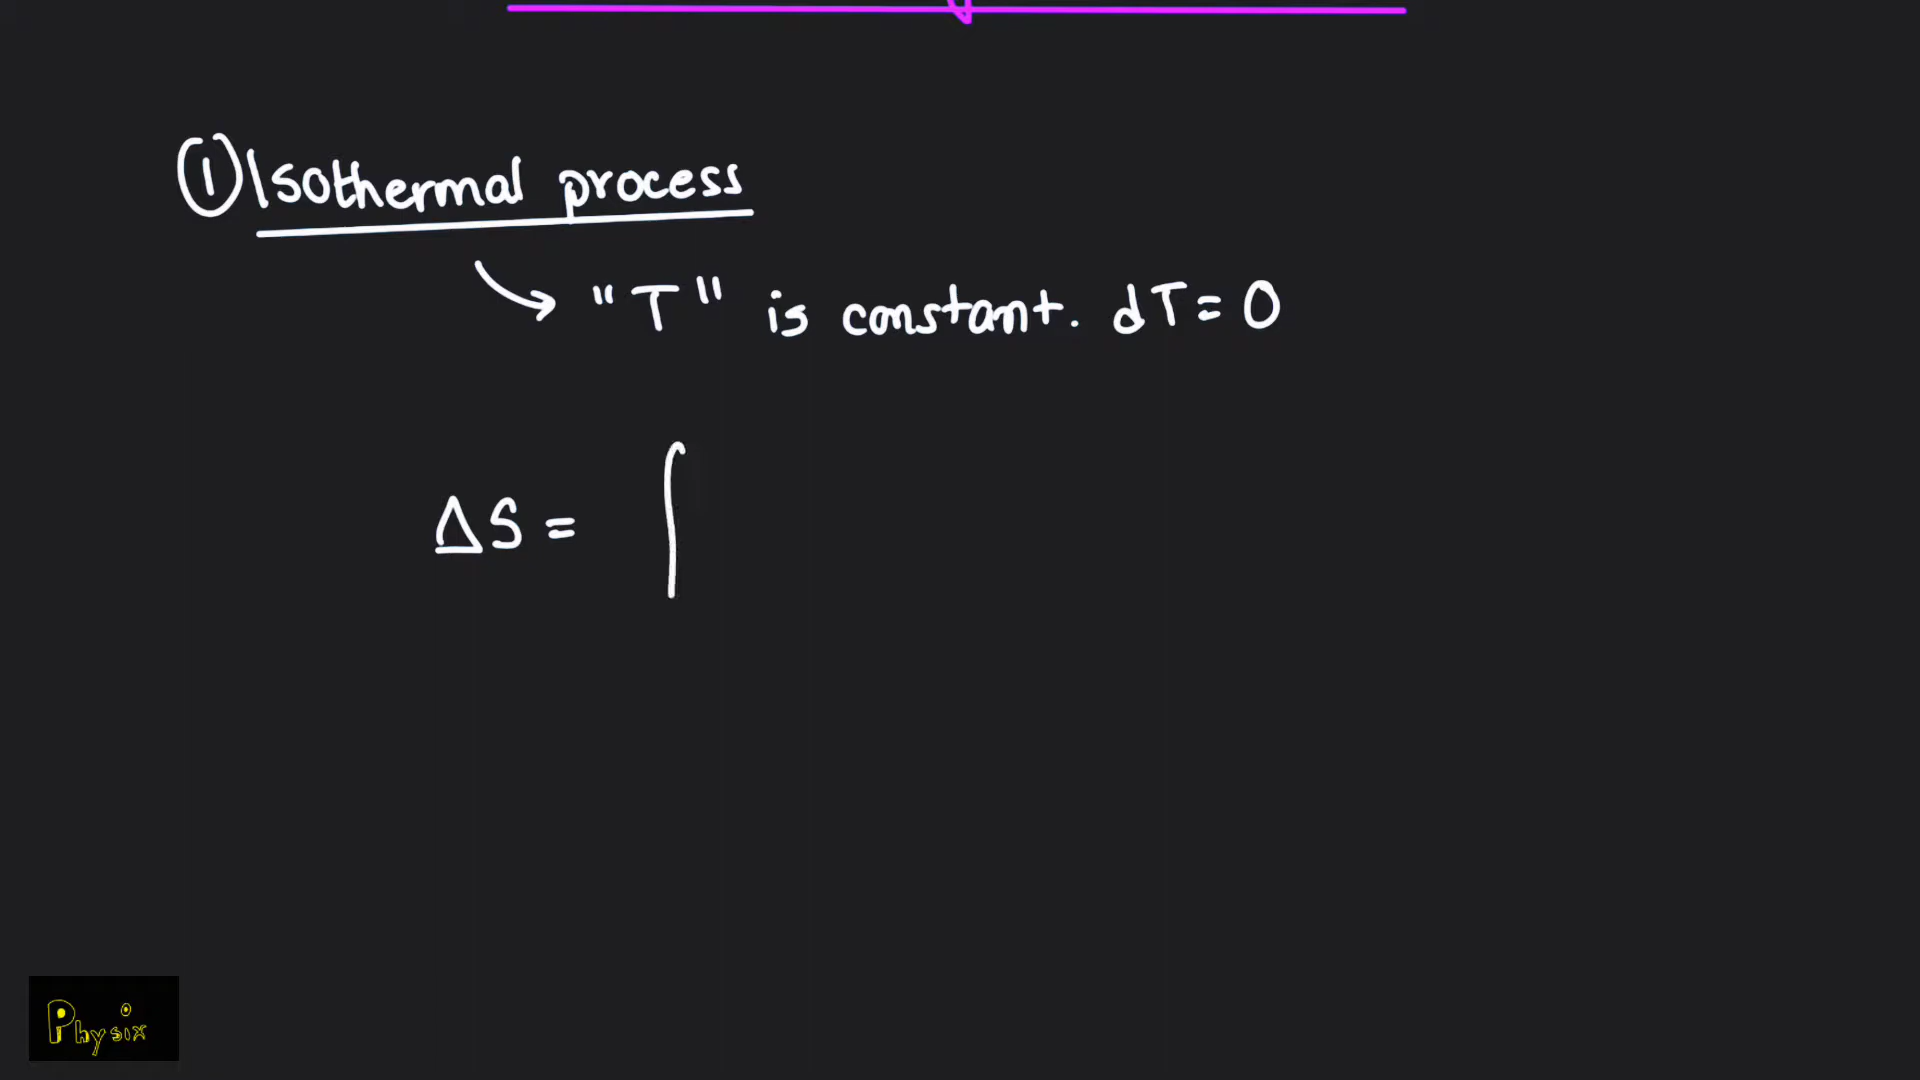 ① Isothermal process
"T" is constant. dT = 0
ΔS = ∫
Physix